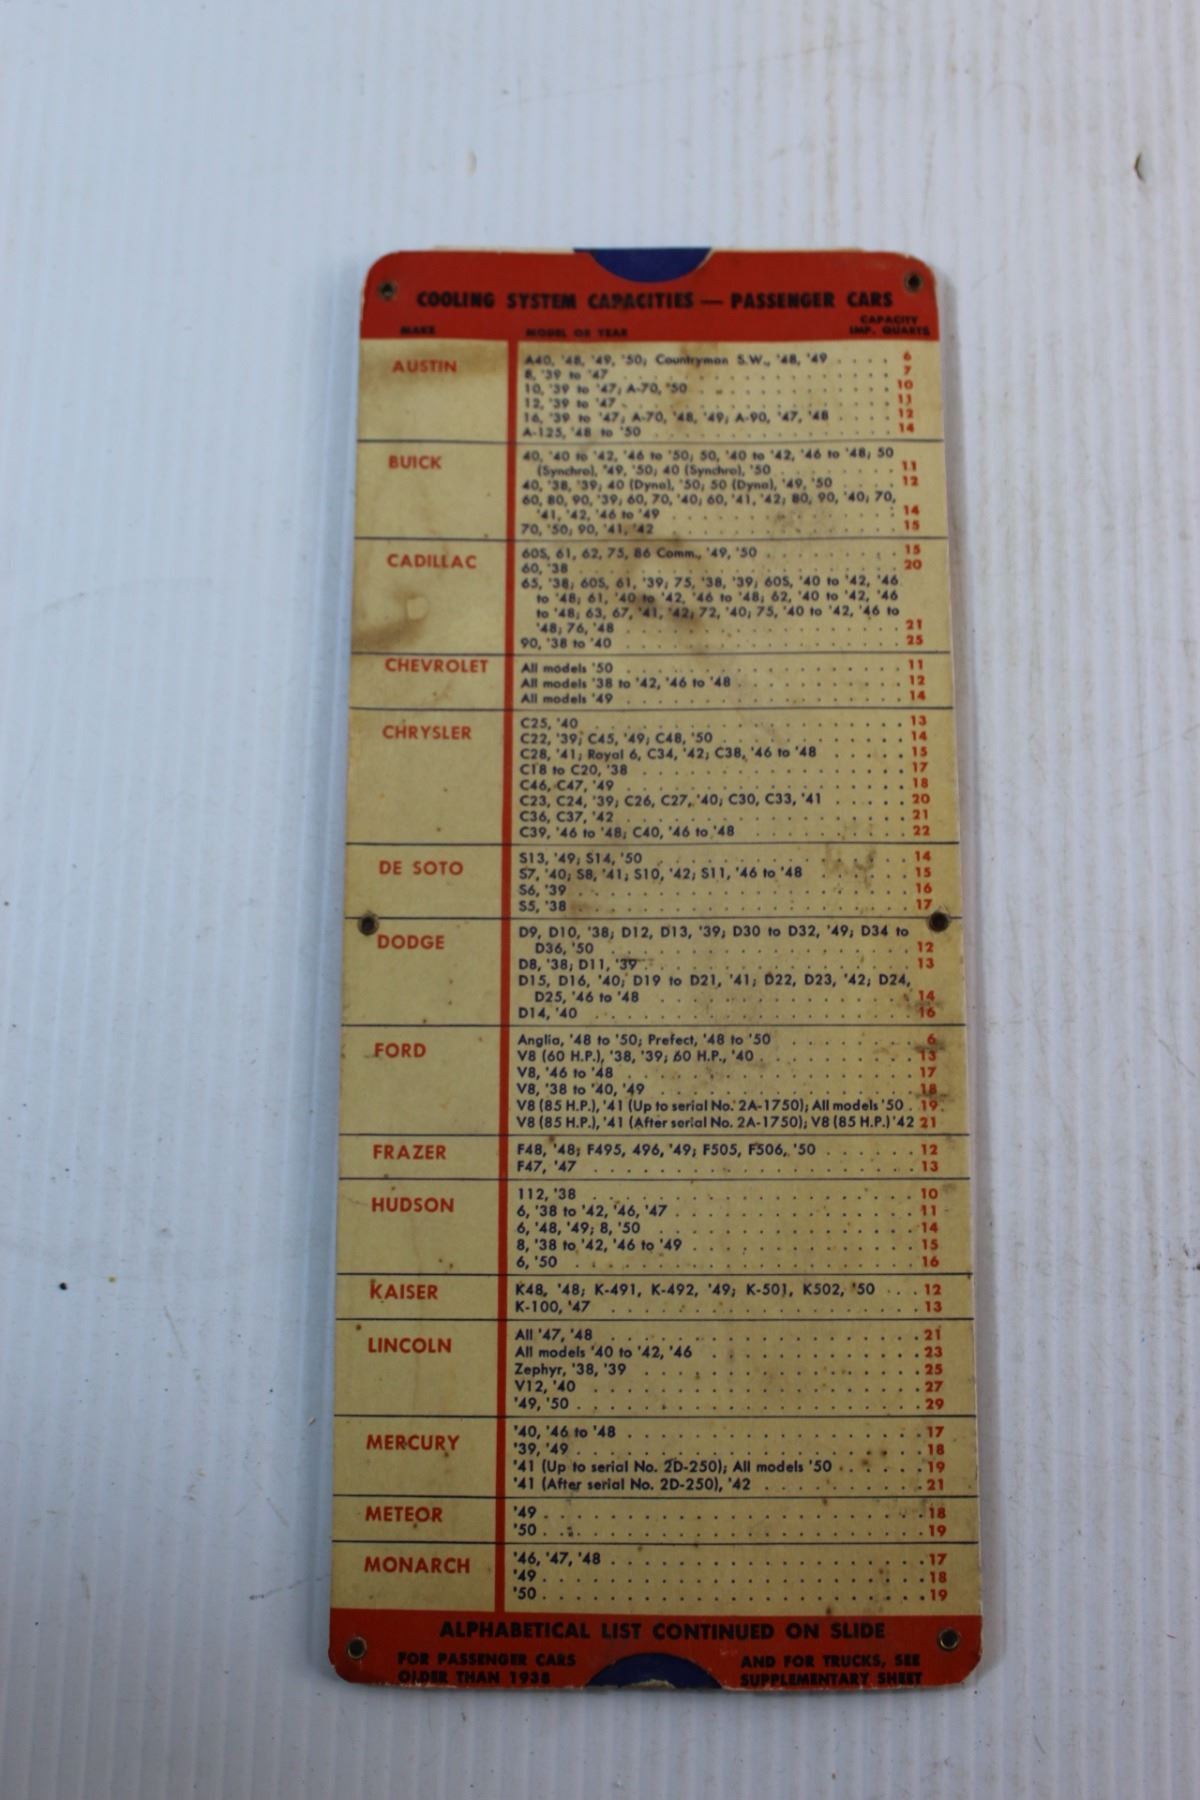 COOLING SYSTEM CAPACITIES — PASSENGER CARS
MAKE MODEL OR YEAR CAPACITY IMP. QUARTS
AUSTIN A40, '48, '49, '50; Countryman S.W., '48, '49 . . . . 6
8, '39 to '47 . . . . 7
10, '39 to '47; A-70, '50 . . . . 10
12, '39 to '47 . . . . 11
16, '39 to '47; A-70, '48, '49; A-90, '47, '48 . . . . 12
A-125, '48 to '50 . . . . 14
BUICK 40, '40 to '42, '46 to '50; 50, '40 to '42, '46 to '48; 50
(Synchro), '49, '50; 40 (Synchro), '50 . . . . 11
40, '38, '39; 40 (Dyna), '50; 50 (Dyna), '49, '50 . . . . 12
60, 80, 90, '39; 60, 70, '40; 60, '41, '42; 80, 90, '40; 70,
'41, '42, '46 to '49 . . . . 14
70, '50; 90, '41, '42 . . . . 15
CADILLAC 60S, 61, 62, 75, 86 Comm., '49, '50 . . . . 15
60, '38 . . . . 20
65, '38; 60S, 61, '39; 75, '38, '39; 60S, '40 to '42, '46
to '48; 61, '40 to '42, '46 to '48; 62, '40 to '42, '46
to '48; 63, 67, '41, '42; 72, '40; 75, '40 to '42, '46 to
'48; 76, '48 . . . . 21
90, '38 to '40 . . . . 25
CHEVROLET All models '50 . . . . 11
All models '38 to '42, '46 to '48 . . . . 12
All models '49 . . . . 14
CHRYSLER C25, '40 . . . . 13
C22, '39; C45, '49; C48, '50 . . . . 14
C28, '41; Royal 6, C34, '42; C38, '46 to '48 . . . . 15
C18 to C20, '38 . . . . 17
C46, C47, '49 . . . . 18
C23, C24, '39; C26, C27, '40; C30, C33, '41 . . . . 20
C36, C37, '42 . . . . 21
C39, '46 to '48; C40, '46 to '48 . . . . 22
DE SOTO S13, '49; S14, '50 . . . . 14
S7, '40; S8, '41; S10, '42; S11, '46 to '48 . . . . 15
S6, '39 . . . . 16
S5, '38 . . . . 17
DODGE D9, D10, '38; D12, D13, '39; D30 to D32, '49; D34 to
D36, '50 . . . . 12
D8, '38; D11, '39 . . . . 13
D15, D16, '40; D19 to D21, '41; D22, D23, '42; D24,
D25, '46 to '48 . . . . 14
D14, '40 . . . . 16
FORD Anglia, '48 to '50; Prefect, '48 to '50 . . . . 6
V8 (60 H.P.), '38, '39; 60 H.P., '40 . . . . 13
V8, '46 to '48 . . . . 17
V8, '38 to '40, '49 . . . . 18
V8 (85 H.P.), '41 (Up to serial No. 2A-1750); All models '50 . 19
V8 (85 H.P.), '41 (After serial No. 2A-1750); V8 (85 H.P.) '42 21
FRAZER F48, '48; F495, 496, '49; F505, F506, '50 . . . . 12
F47, '47 . . . . 13
HUDSON 112, '38 . . . . 10
6, '38 to '42, '46, '47 . . . . 11
6, '48, '49; 8, '50 . . . . 14
8, '38 to '42, '46 to '49 . . . . 15
6, '50 . . . . 16
KAISER K48, '48; K-491, K-492, '49; K-501, K502, '50 . . . 12
K-100, '47 . . . . 13
LINCOLN All '47, '48 . . . . 21
All models '40 to '42, '46 . . . . 23
Zephyr, '38, '39 . . . . 25
V12, '40 . . . . 27
'49, '50 . . . . 29
MERCURY '40, '46 to '48 . . . . 17
'39, '49 . . . . 18
'41 (Up to serial No. 2D-250); All models '50 . . . . 19
'41 (After serial No. 2D-250), '42 . . . . 21
METEOR '49 . . . . 18
'50 . . . . 19
MONARCH '46, '47, '48 . . . . 17
'49 . . . . 18
'50 . . . . 19
ALPHABETICAL LIST CONTINUED ON SLIDE
FOR PASSENGER CARS OLDER THAN 1938
AND FOR TRUCKS, SEE SUPPLEMENTARY SHEET